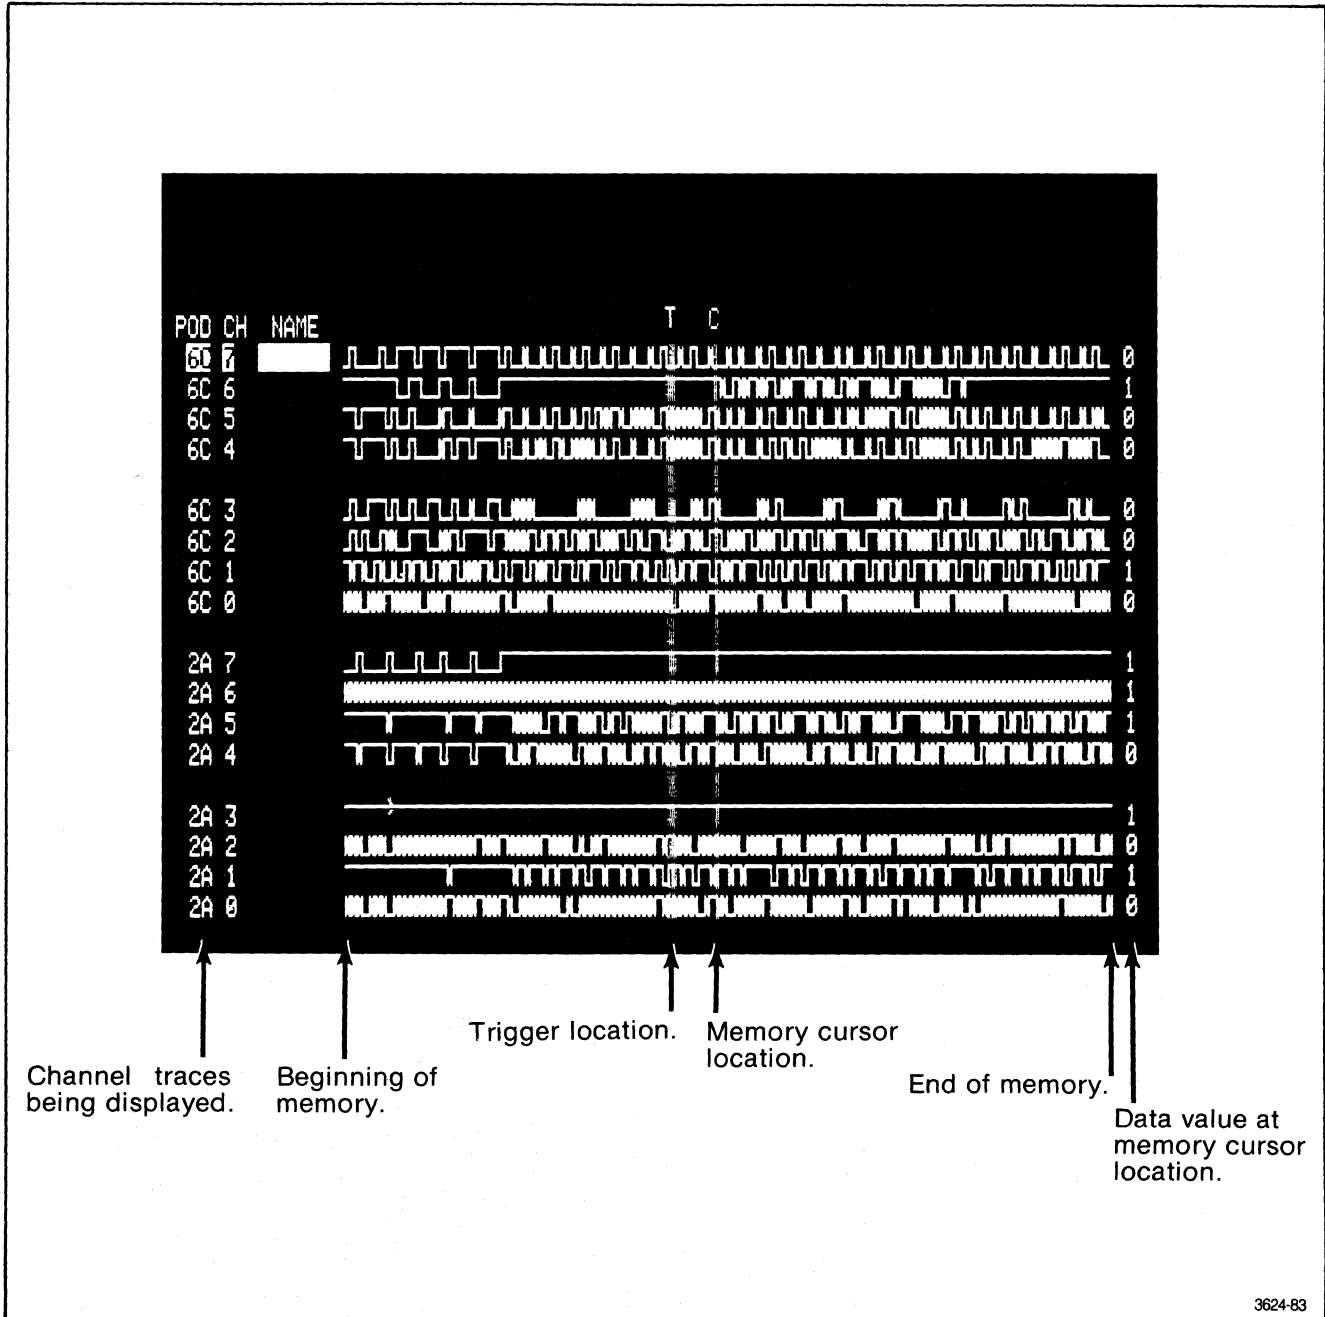 T C
POD CH NAME
6D 7 0
6C 6 1
6C 5 0
6C 4 0
6C 3 0
6C 2 0
6C 1 1
6C 0 0
2A 7 1
2A 6 1
2A 5 1
2A 4 0
2A 3 1
2A 2 0
2A 1 1
2A 0 0
Channel traces
being displayed.
Beginning of
memory.
Trigger location.
Memory cursor
location.
End of memory.
Data value at
memory cursor
location.
3624-83